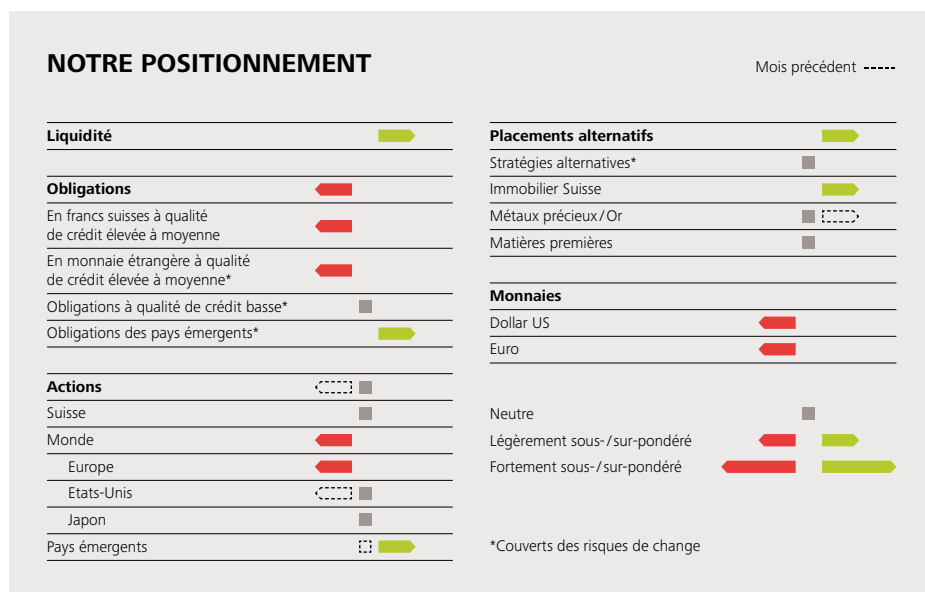 NOTRE POSITIONNEMENT
Mois précédent
Liquidité
Obligations
En francs suisses à qualité
de crédit élevée à moyenne
En monnaie étrangère à qualité
de crédit élevée à moyenne*
Obligations à qualité de crédit basse*
Obligations des pays émergents*
Actions
Suisse
Monde
Europe
Etats-Unis
Japon
Pays émergents
Placements alternatifs
Stratégies alternatives*
Immobilier Suisse
Métaux précieux/Or
Matières premières
Monnaies
Dollar US
Euro
Neutre
Légèrement sous-/sur-pondéré
Fortement sous-/sur-pondéré
*Couverts des risques de change